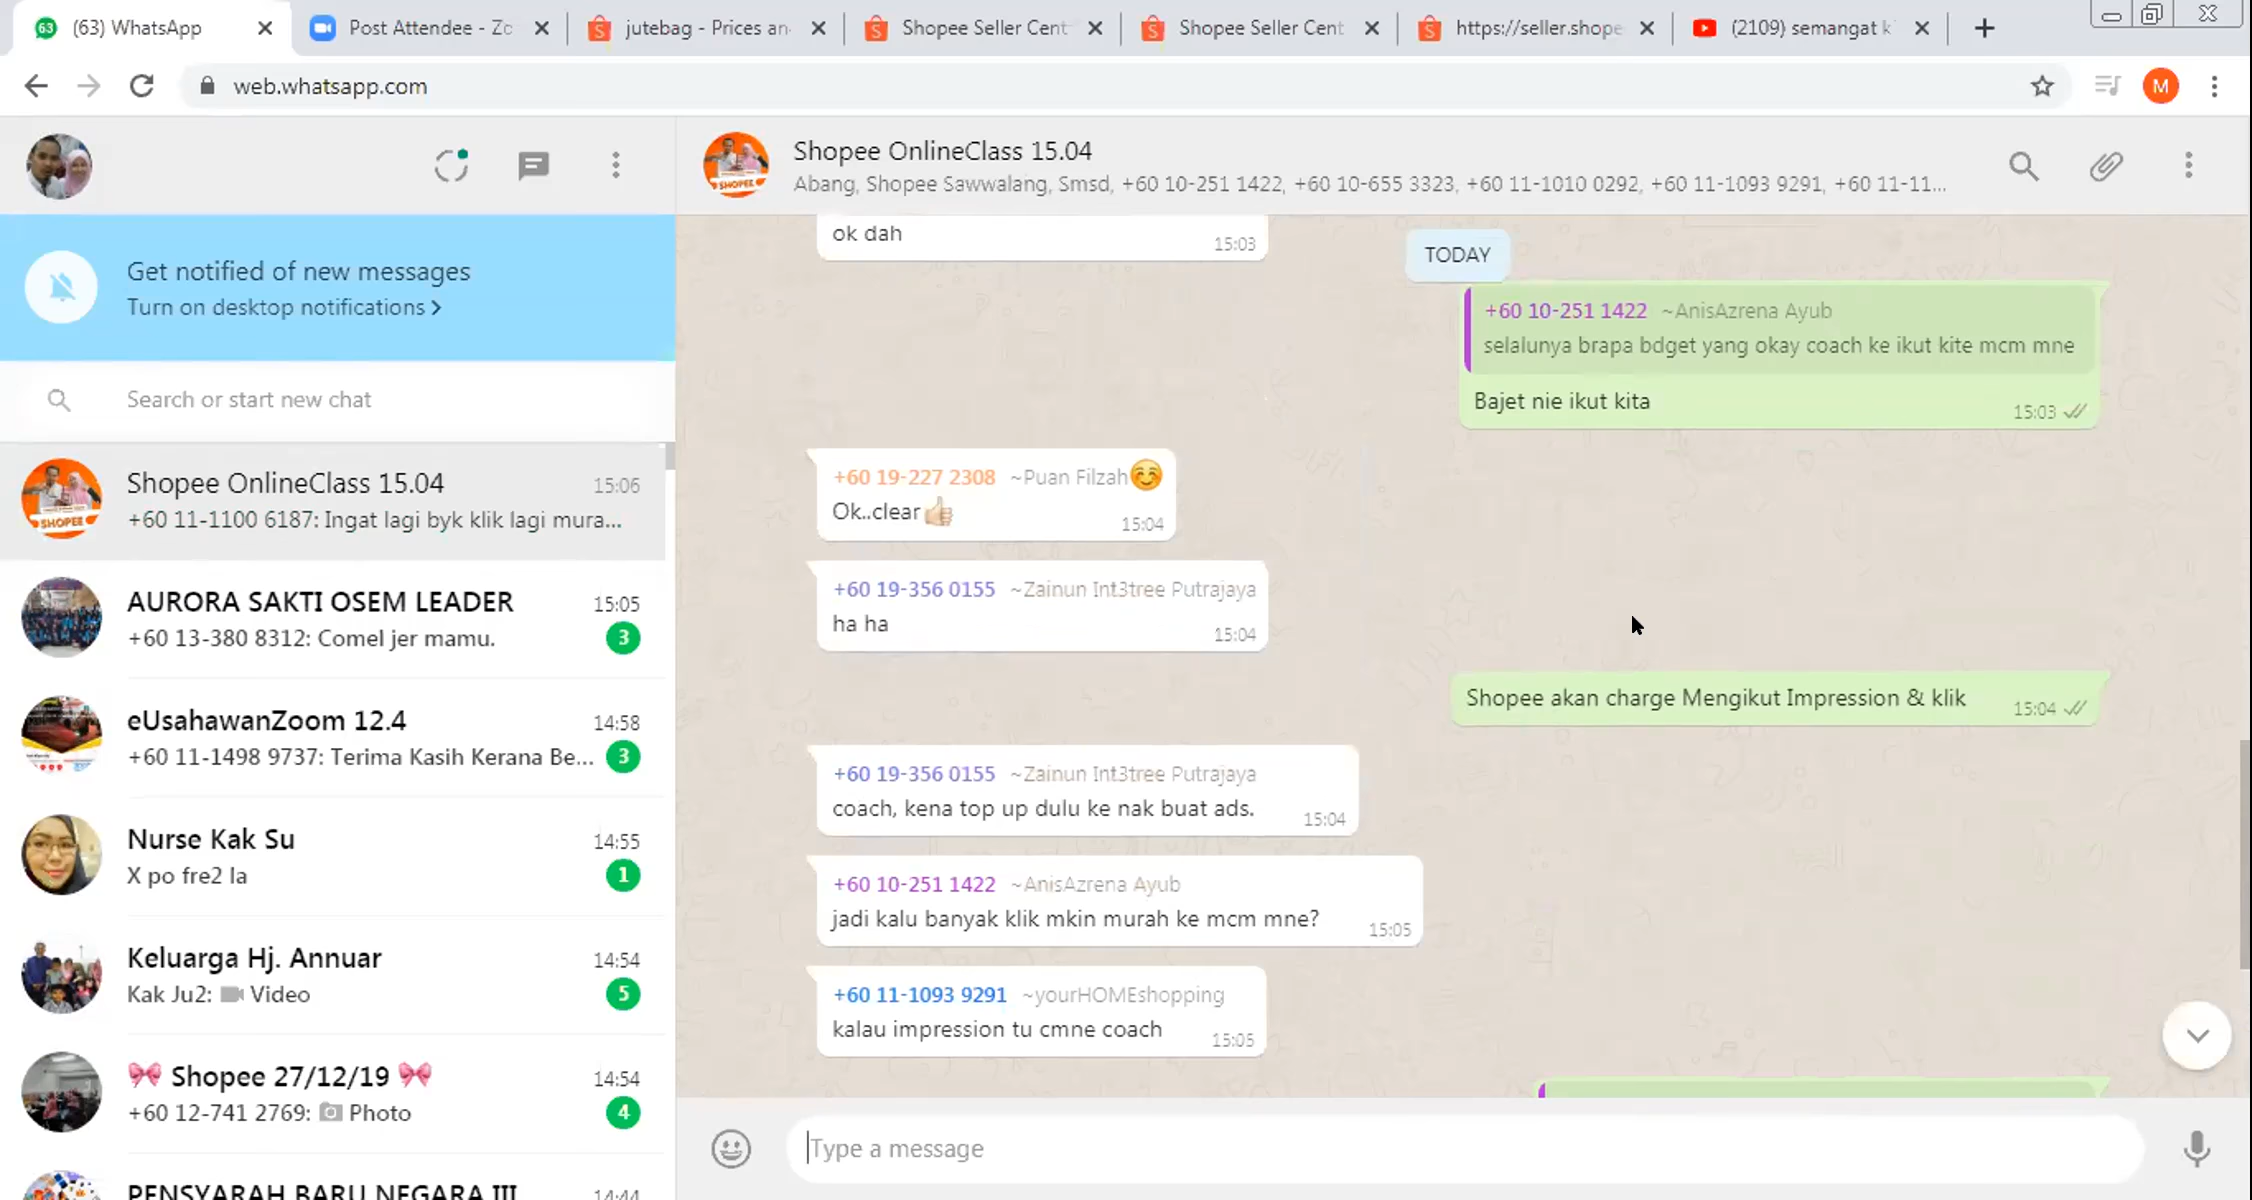 63
(63) WhatsApp
Post Attendee - Zo
jutebag - Prices an
Shopee Seller Cent
Shopee Seller Cent
https://seller.shope
(2109) semangat k
web.whatsapp.com
M
Get notified of new messages
Turn on desktop notifications >
Search or start new chat
SHOPEE
Shopee OnlineClass 15.04
15:06
+60 11-1100 6187: Ingat lagi byk klik lagi mura...
AURORA SAKTI OSEM LEADER
15:05
+60 13-380 8312: Comel jer mamu.
3
eUsahawanZoom 12.4
14:58
+60 11-1498 9737: Terima Kasih Kerana Be...
3
Nurse Kak Su
14:55
X po fre2 la
1
Keluarga Hj. Annuar
14:54
Kak Ju2: Video
5
🎀 Shopee 27/12/19 🎀
14:54
+60 12-741 2769: Photo
4
PENSYARAH BARU NEGARA III
14:44
SHOPEE
Shopee OnlineClass 15.04
Abang, Shopee Sawwalang, Smsd, +60 10-251 1422, +60 10-655 3323, +60 11-1010 0292, +60 11-1093 9291, +60 11-11...
ok dah
15:03
TODAY
+60 10-251 1422 ~AnisAzrena Ayub
selalunya brapa bdget yang okay coach ke ikut kite mcm mne
Bajet nie ikut kita
15:03
+60 19-227 2308 ~Puan Filzah😊
Ok..clear👍🏻
15:04
+60 19-356 0155 ~Zainun Int3tree Putrajaya
ha ha
15:04
Shopee akan charge Mengikut Impression & klik
15:04
+60 19-356 0155 ~Zainun Int3tree Putrajaya
coach, kena top up dulu ke nak buat ads.
15:04
+60 10-251 1422 ~AnisAzrena Ayub
jadi kalu banyak klik mkin murah ke mcm mne?
15:05
+60 11-1093 9291 ~yourHOMEshopping
kalau impression tu cmne coach
15:05
Type a message